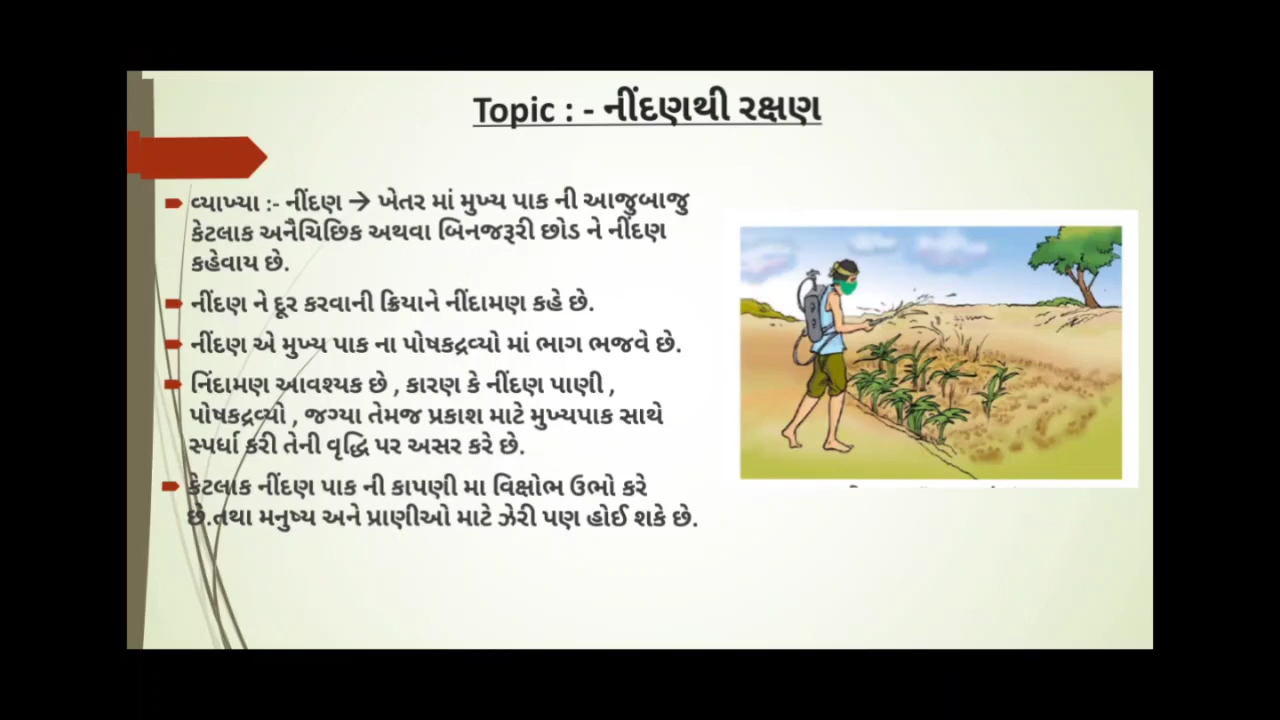 Topic : - નીંદણથી રક્ષણ
વ્યાખ્યા :- નીંદણ → ખેતર માં મુખ્ય પાક ની આજુબાજુ
કેટલાક અનૈચિછિક અથવા બિનજરૂરી છોડ ને નીંદણ
કહેવાય છે.
નીંદણ ને દૂર કરવાની ક્રિયાને નીંદામણ કહે છે.
નીંદણ એ મુખ્ય પાક ના પોષકદ્રવ્યો માં ભાગ ભજવે છે.
નિંદામણ આવશ્યક છે , કારણ કે નીંદણ પાણી ,
પોષકદ્રવ્યો , જગ્યા તેમજ પ્રકાશ માટે મુખ્યપાક સાથે
સ્પર્ધા કરી તેની વૃદ્ધિ પર અસર કરે છે.
કેટલાક નીંદણ પાક ની કાપણી મા વિક્ષોભ ઉભો કરે
છે.તથા મનુષ્ય અને પ્રાણીઓ માટે ઝેરી પણ હોઈ શકે છે.